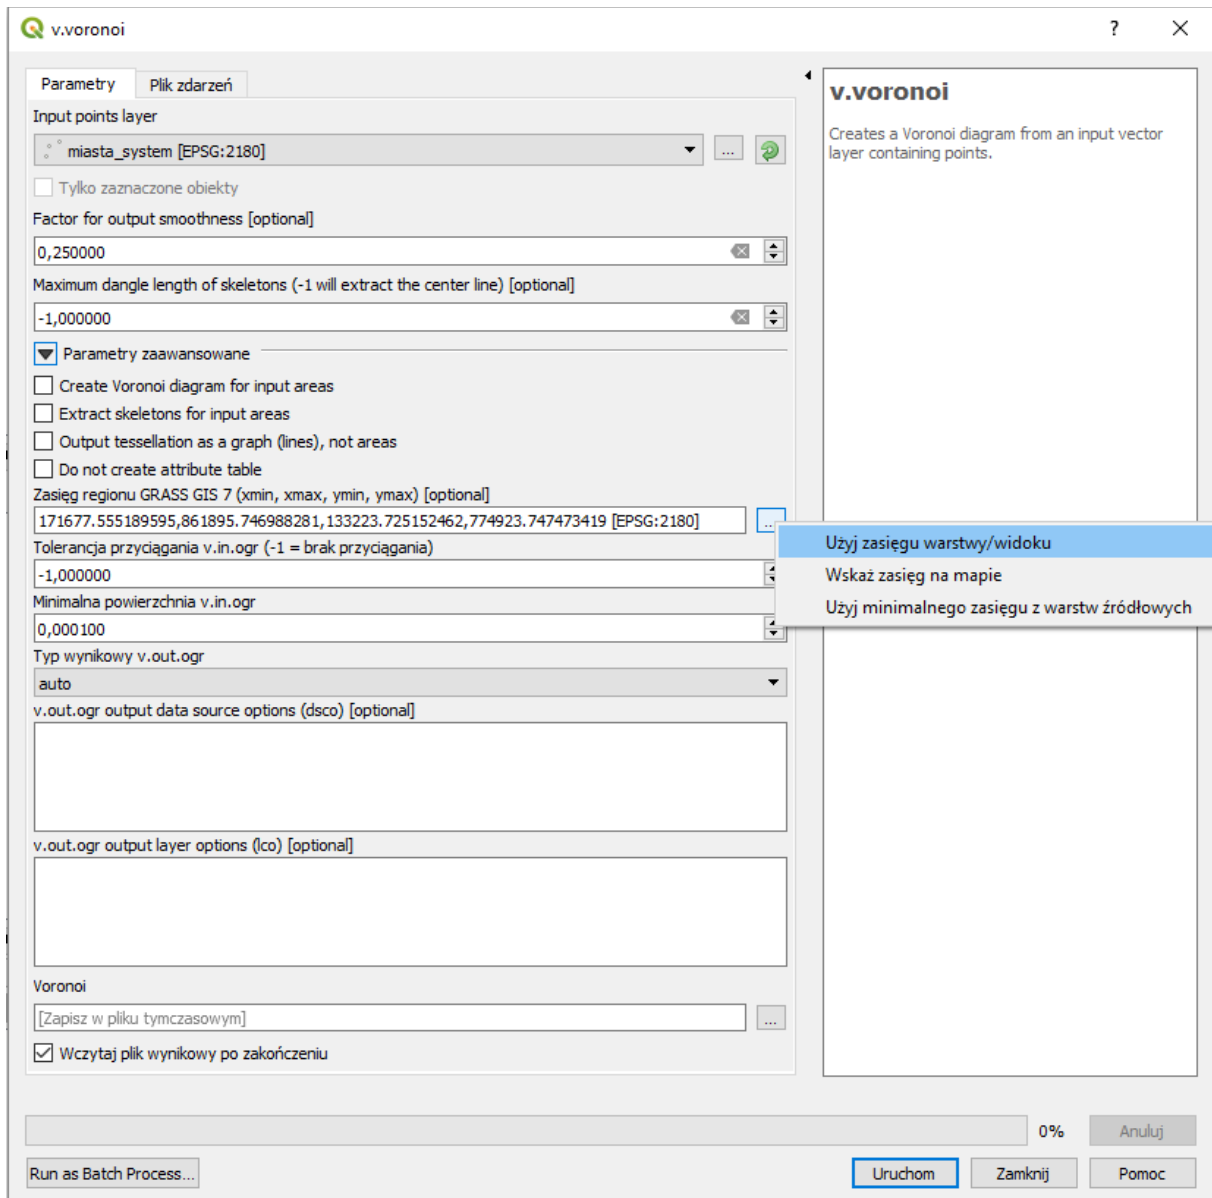 v.voronoi
?
Parametry
Plik zdarzeń
Input points layer
miasta_system [EPSG:2180]
...
Tylko zaznaczone obiekty
Factor for output smoothness [optional]
0,250000
Maximum dangle length of skeletons (-1 will extract the center line) [optional]
-1,000000
Parametry zaawansowane
Create Voronoi diagram for input areas
Extract skeletons for input areas
Output tessellation as a graph (lines), not areas
Do not create attribute table
Zasięg regionu GRASS GIS 7 (xmin, xmax, ymin, ymax) [optional]
171677.555189595,861895.746988281,133223.725152462,774923.747473419 [EPSG:2180]
...
Tolerancja przyciągania v.in.ogr (-1 = brak przyciągania)
-1,000000
Minimalna powierzchnia v.in.ogr
0,000100
Typ wynikowy v.out.ogr
auto
v.out.ogr output data source options (dsco) [optional]
v.out.ogr output layer options (lco) [optional]
Voronoi
[Zapisz w pliku tymczasowym]
...
Wczytaj plik wynikowy po zakończeniu
v.voronoi
Creates a Voronoi diagram from an input vector
layer containing points.
Użyj zasięgu warstwy/widoku
Wskaż zasięg na mapie
Użyj minimalnego zasięgu z warstw źródłowych
0%
Anuluj
Run as Batch Process...
Uruchom
Zamknij
Pomoc